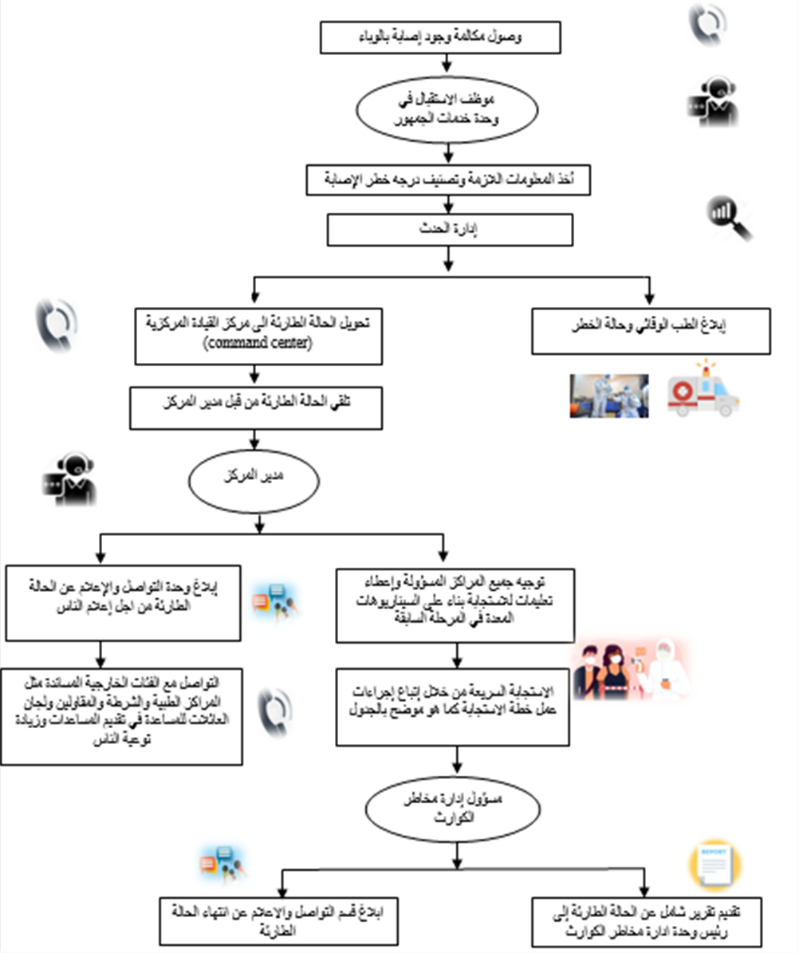 وصول مكالمة وجود إصابة بالوباء
موظف الاستقبال في
وحدة خدمات الجمهور
أخذ المعلومات اللازمة وتصنيف درجه خطر الإصابة
إدارة الحدث
تحويل الحالة الطارئة الى مركز القيادة المركزية
(command center)
إبلاغ الطب الوقائي وحالة الخطر
تلقي الحالة الطارئة من قبل مدير المركز
مدير المركز
إبلاغ وحدة التواصل والإعلام عن الحالة
الطارئة من اجل إعلام الناس
توجيه جميع المراكز المسؤولة وإعطاء
تعليمات للاستجابة بناء على السيناريوهات
المعدة في المرحلة السابقة
التواصل مع الفئات الخارجية المساندة مثل
المراكز الطبية والشرطة والمقاولين ولجان
العائلات للمساعدة في تقديم المساعدات وزيادة
توعية الناس
الاستجابة السريعة من خلال إتباع إجراءات
عمل خطة الاستجابة كما هو موضح بالجدول
مسؤول إدارة مخاطر
الكوارث
REPORT
ابلاغ قسم التواصل والاعلام عن انتهاء الحالة
الطارئة
تقديم تقرير شامل عن الحالة الطارئة إلى
رئيس وحدة ادارة مخاطر الكوارث